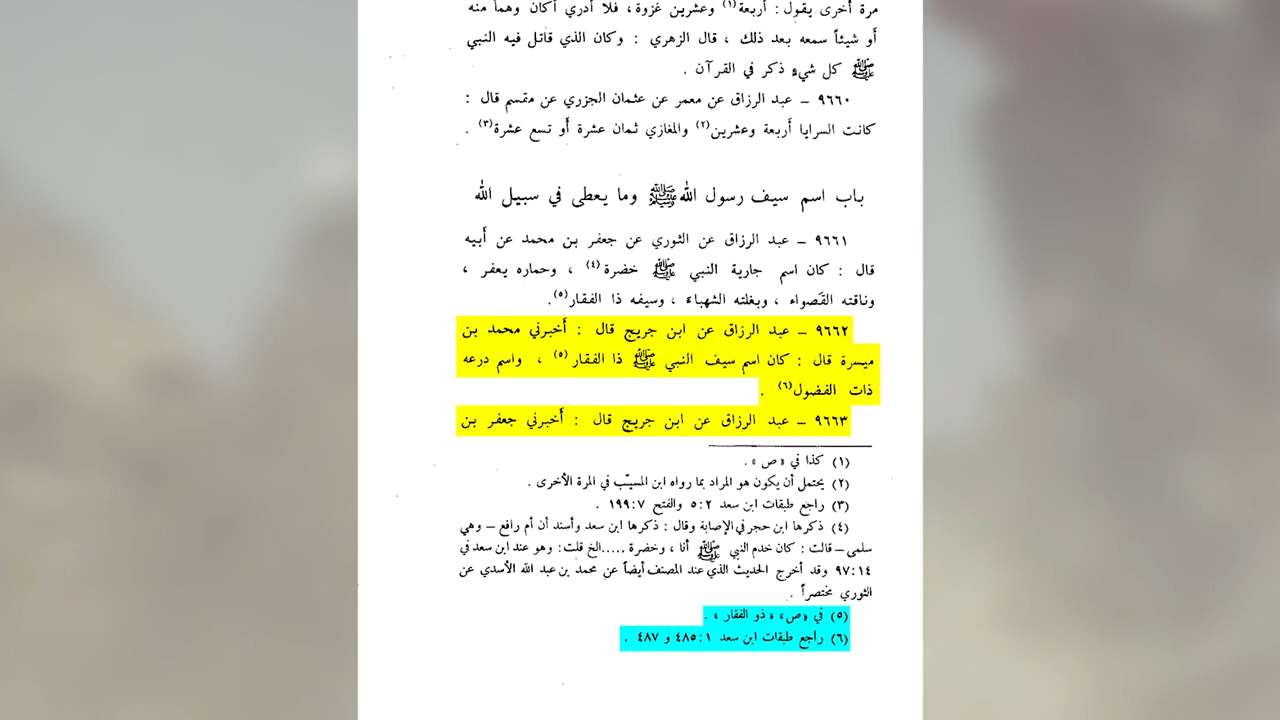 مرة أخرى يقول : أربعة(١) وعشرين غزوة ، فلا أدري أكان وهماً منه
أو شيئاً سمعه بعد ذلك ، قال الزهري : وكان الذي قاتل فيه النبي
ﷺ كل شيءٍ ذكر في القرآن .
٩٦٦٠ – عبد الرزاق عن معمر عن عثمان الجزري عن مقسم قال :
كانت السرايا أربعة وعشرين(٢) والمغازي ثمان عشرة أو تسع عشرة(٣) .
باب اسم سيف رسول الله ﷺ وما يعطى في سبيل الله
٩٦٦١ – عبد الرزاق عن الثوري عن جعفر بن محمد عن أبيه
قال : كان اسم جارية النبي ﷺ خضرة(٤) ، وحماره يعفر ،
وناقته القَصواء ، وبغلته الشهباء ، وسيفه ذا الفقار(٥).
٩٦٦٢ – عبد الرزاق عن ابن جريج قال : أخبرني محمد بن
ميسرة قال : كان اسم سيف النبي ﷺ ذا الفقار(٥) ، واسم درعه
ذات الفضول(٦) .
٩٦٦٣ – عبد الرزاق عن ابن جريج قال : أخبرني جعفر بن
(١) كذا في « ص » .
(٢) يحتمل أن يكون هو المراد بما رواه ابن المسيّب في المرة الأخرى .
(٣) راجع طبقات ابن سعد ٥:٢ والفتح ١٩٩:٧ .
(٤) ذكرها ابن حجر في الإصابة وقال : ذكرها ابن سعد وأسند أن أم رافع – وهي
سلمى – قالت : كان خدم النبي ﷺ أنا ، وخضرة .....الخ قلت : وهو عند ابن سعد في
٩٧:١٤ وقد أخرج الحديث الذي عند المصنف أيضاً عن محمد بن عبد الله الأسدي عن
الثوري مختصراً .
(٥) في «ص» « ذو الفقار » .
(٦) راجع طبقات ابن سعد ٤٨٥:١ و ٤٨٧ .